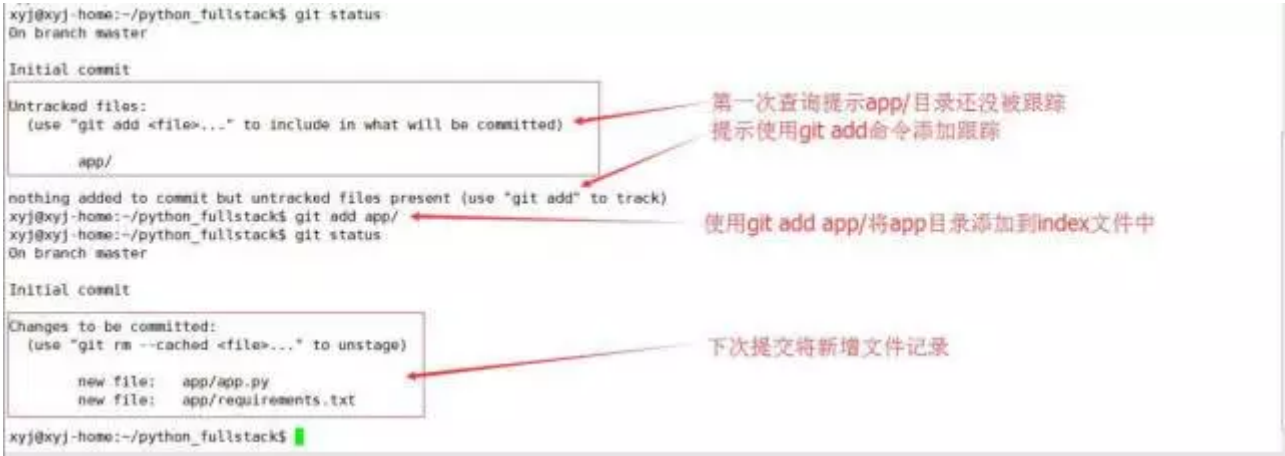 xyj@xyj-home:~/python_fullstack$ git status
On branch master
Initial commit
Untracked files:
(use "git add <file>..." to include in what will be committed)
app/
第一次查询提示app/目录还没被跟踪
提示使用git add命令添加跟踪
nothing added to commit but untracked files present (use "git add" to track)
xyj@xyj-home:~/python_fullstack$ git add app/
使用git add app/将app目录添加到index文件中
xyj@xyj-home:~/python_fullstack$ git status
On branch master
Initial commit
Changes to be committed:
(use "git rm --cached <file>..." to unstage)
下次提交将新增文件记录
new file:   app/app.py
new file:   app/requirements.txt
xyj@xyj-home:~/python_fullstack$